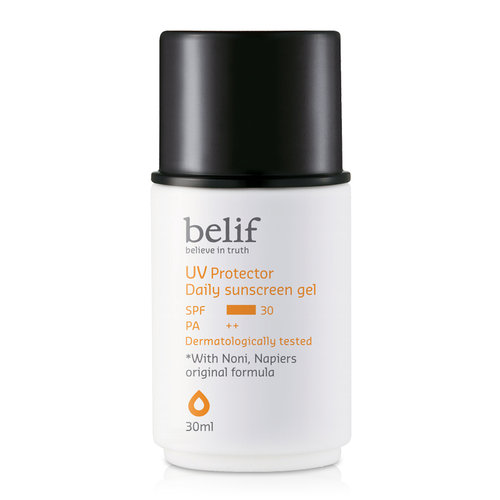 belif
believe in truth
UV Protector
Daily sunscreen gel
SPF 30
PA ++
Dermatologically tested
*With Noni, Napiers
original formula
30ml